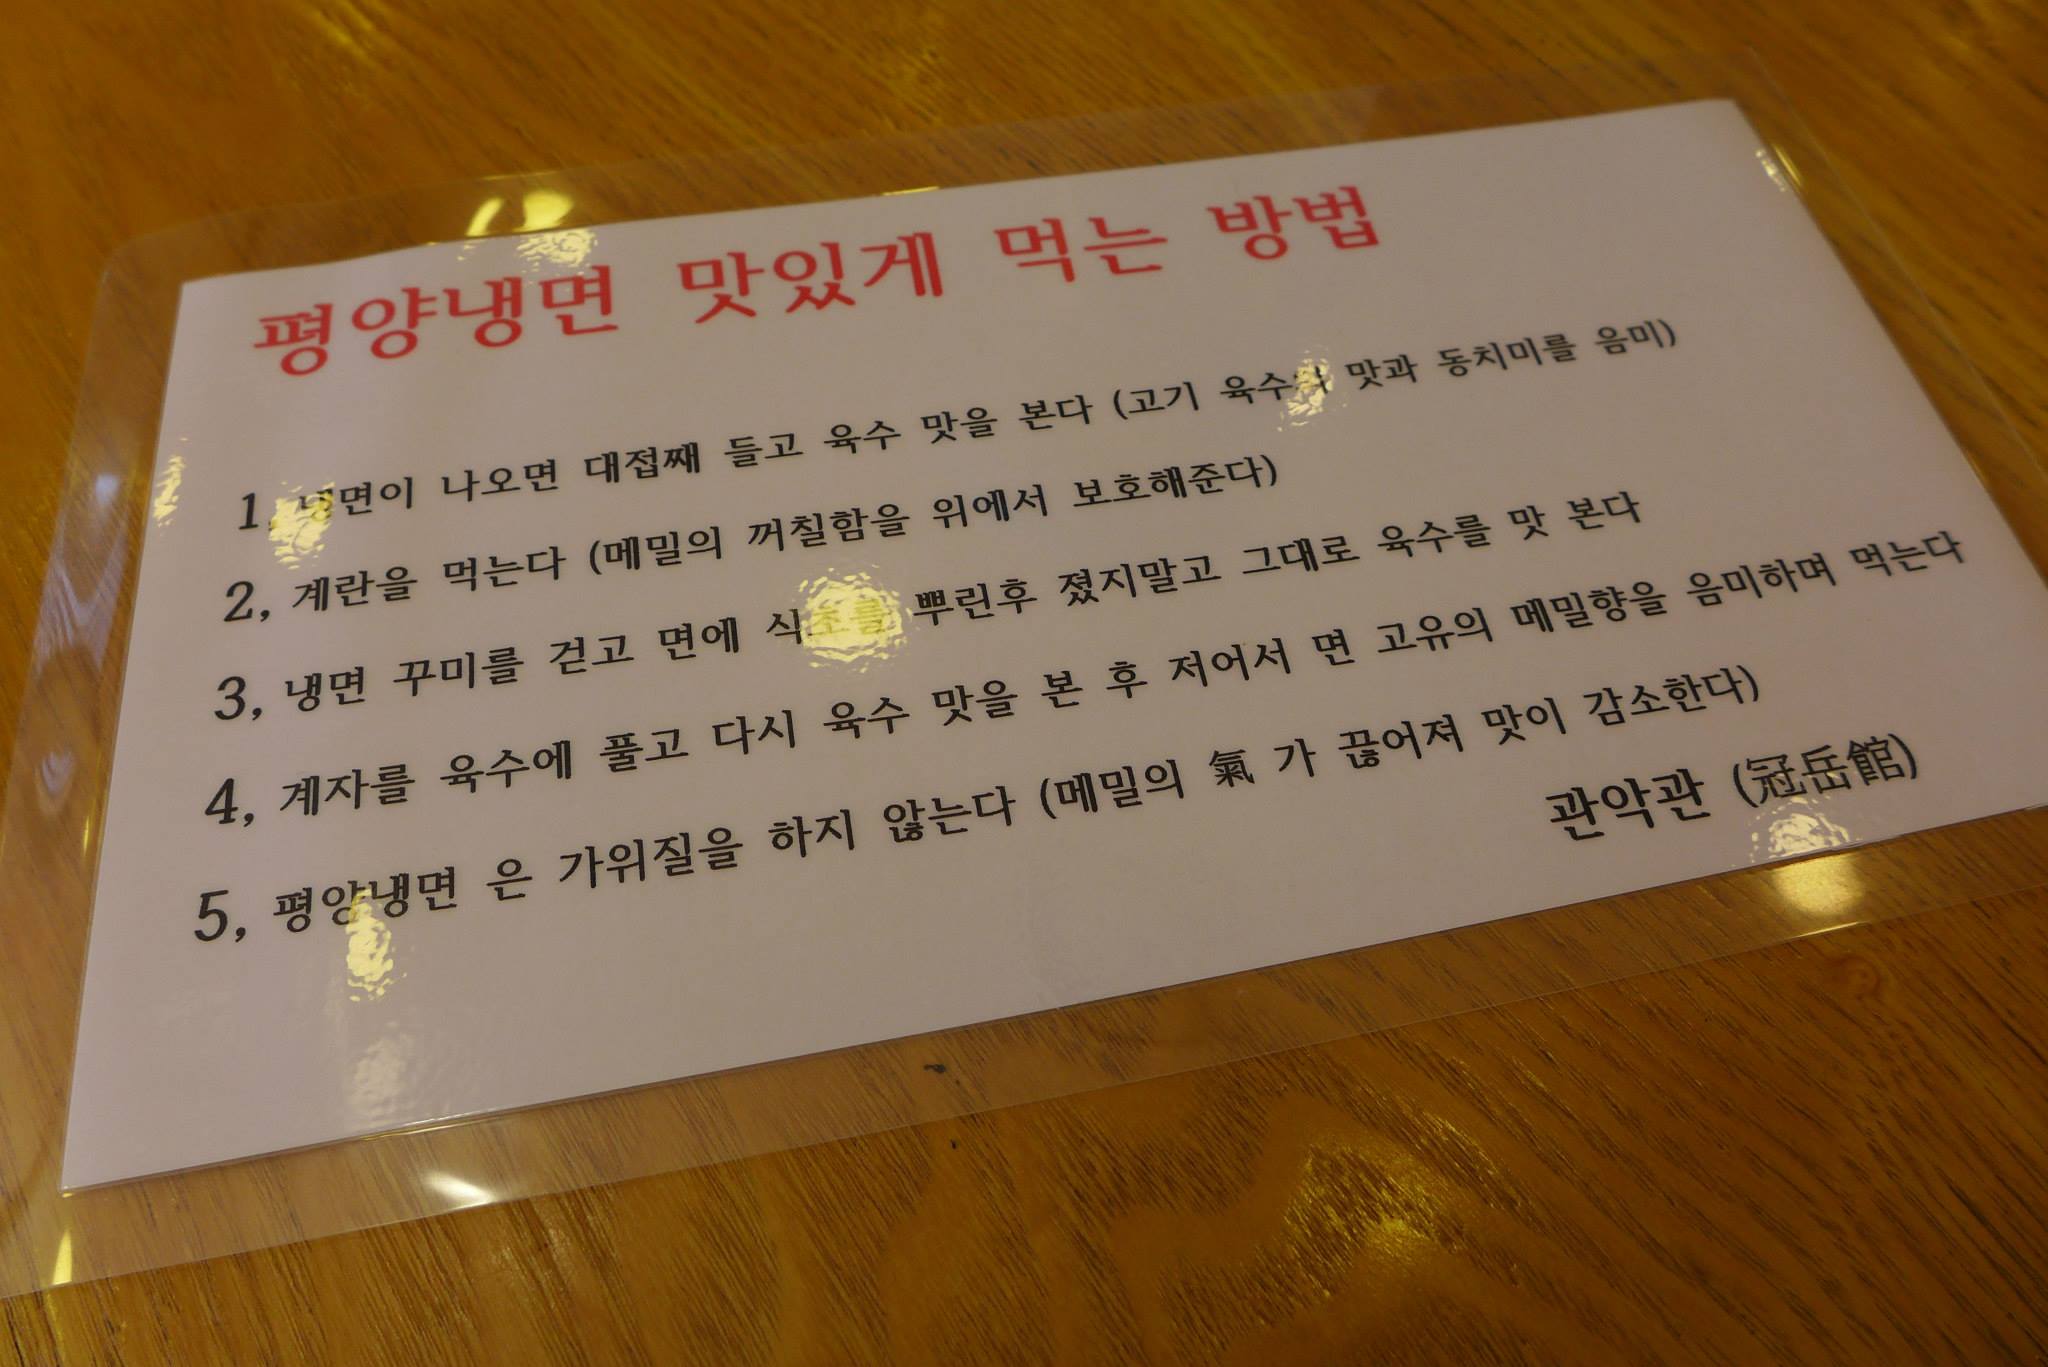 평양냉면 맛있게 먹는 방법
1, 냉면이 나오면 대접째 들고 육수 맛을 본다 (고기 육수의 맛과 동치미를 음미)
2, 계란을 먹는다 (메밀의 꺼칠함을 위에서 보호해준다)
3, 냉면 꾸미를 걷고 면에 식초를 뿌린후 졌지말고 그대로 육수를 맛 본다
4, 계자를 육수에 풀고 다시 육수 맛을 본 후 저어서 면 고유의 메밀향을 음미하며 먹는다
5, 평양냉면 은 가위질을 하지 않는다 (메밀의 氣 가 끊어져 맛이 감소한다)
관악관 (冠岳館)